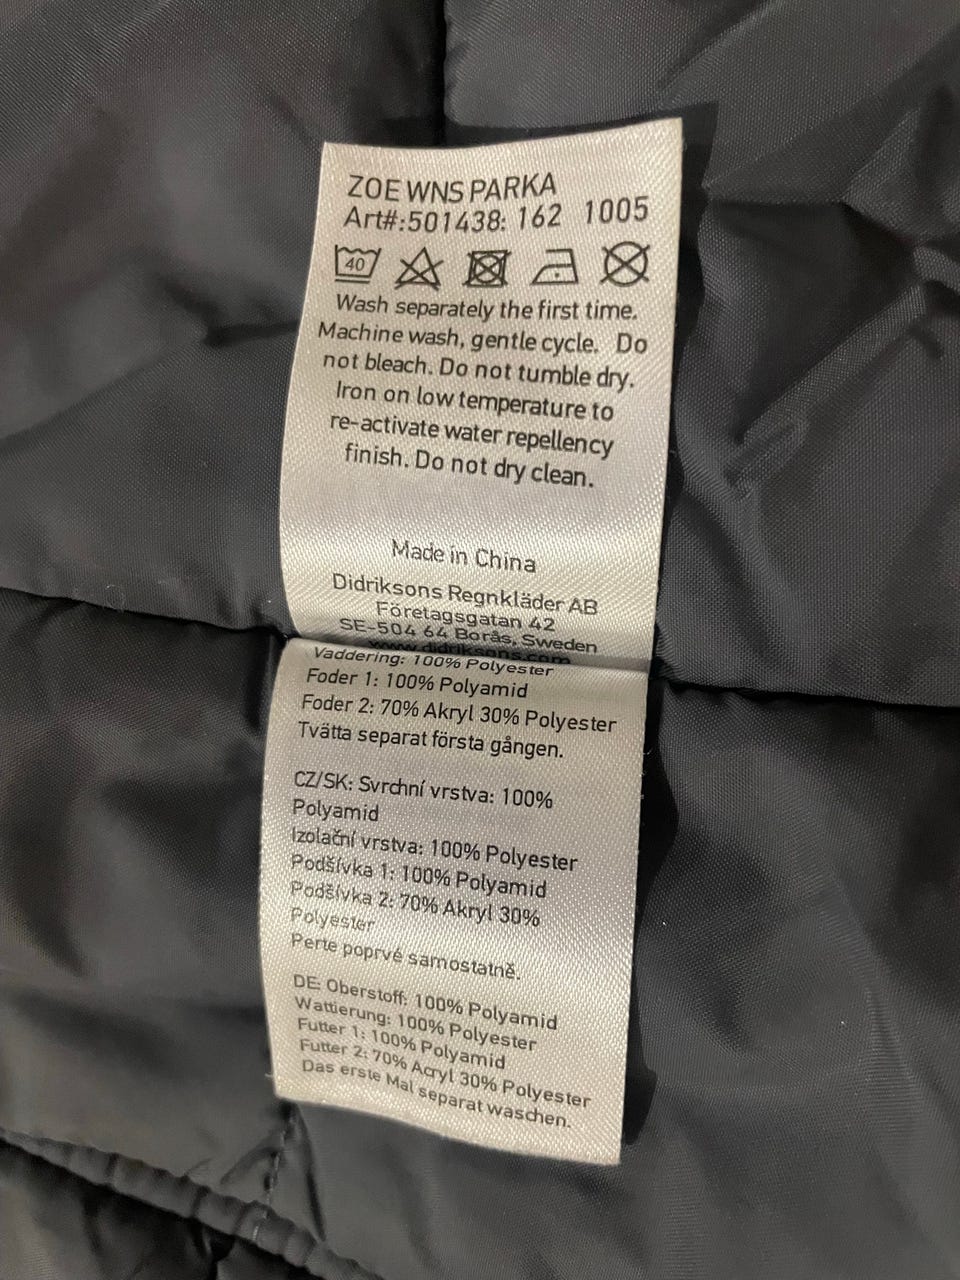 ZOE WNS PARKA
Art#:501438: 162 1005
40
Wash separately the first time.
Machine wash, gentle cycle. Do
not bleach. Do not tumble dry.
Iron on low temperature to
re-activate water repellency
finish. Do not dry clean.
Made in China
Didriksons Regnkläder AB
Företagsgatan 42
SE-504 64 Borås, Sweden
www.didriksons.com
Vaddering: 100% Polyester
Foder 1: 100% Polyamid
Foder 2: 70% Akryl 30% Polyester
Tvätta separat första gången.
CZ/SK: Svrchní vrstva: 100%
Polyamid
Izolační vrstva: 100% Polyester
Podšívka 1: 100% Polyamid
Podšívka 2: 70% Akryl 30%
Polyester
Perte poprvé samostatně.
DE: Oberstoff: 100% Polyamid
Wattierung: 100% Polyester
Futter 1: 100% Polyamid
Futter 2: 70% Acryl 30% Polyester
Das erste Mal separat waschen.